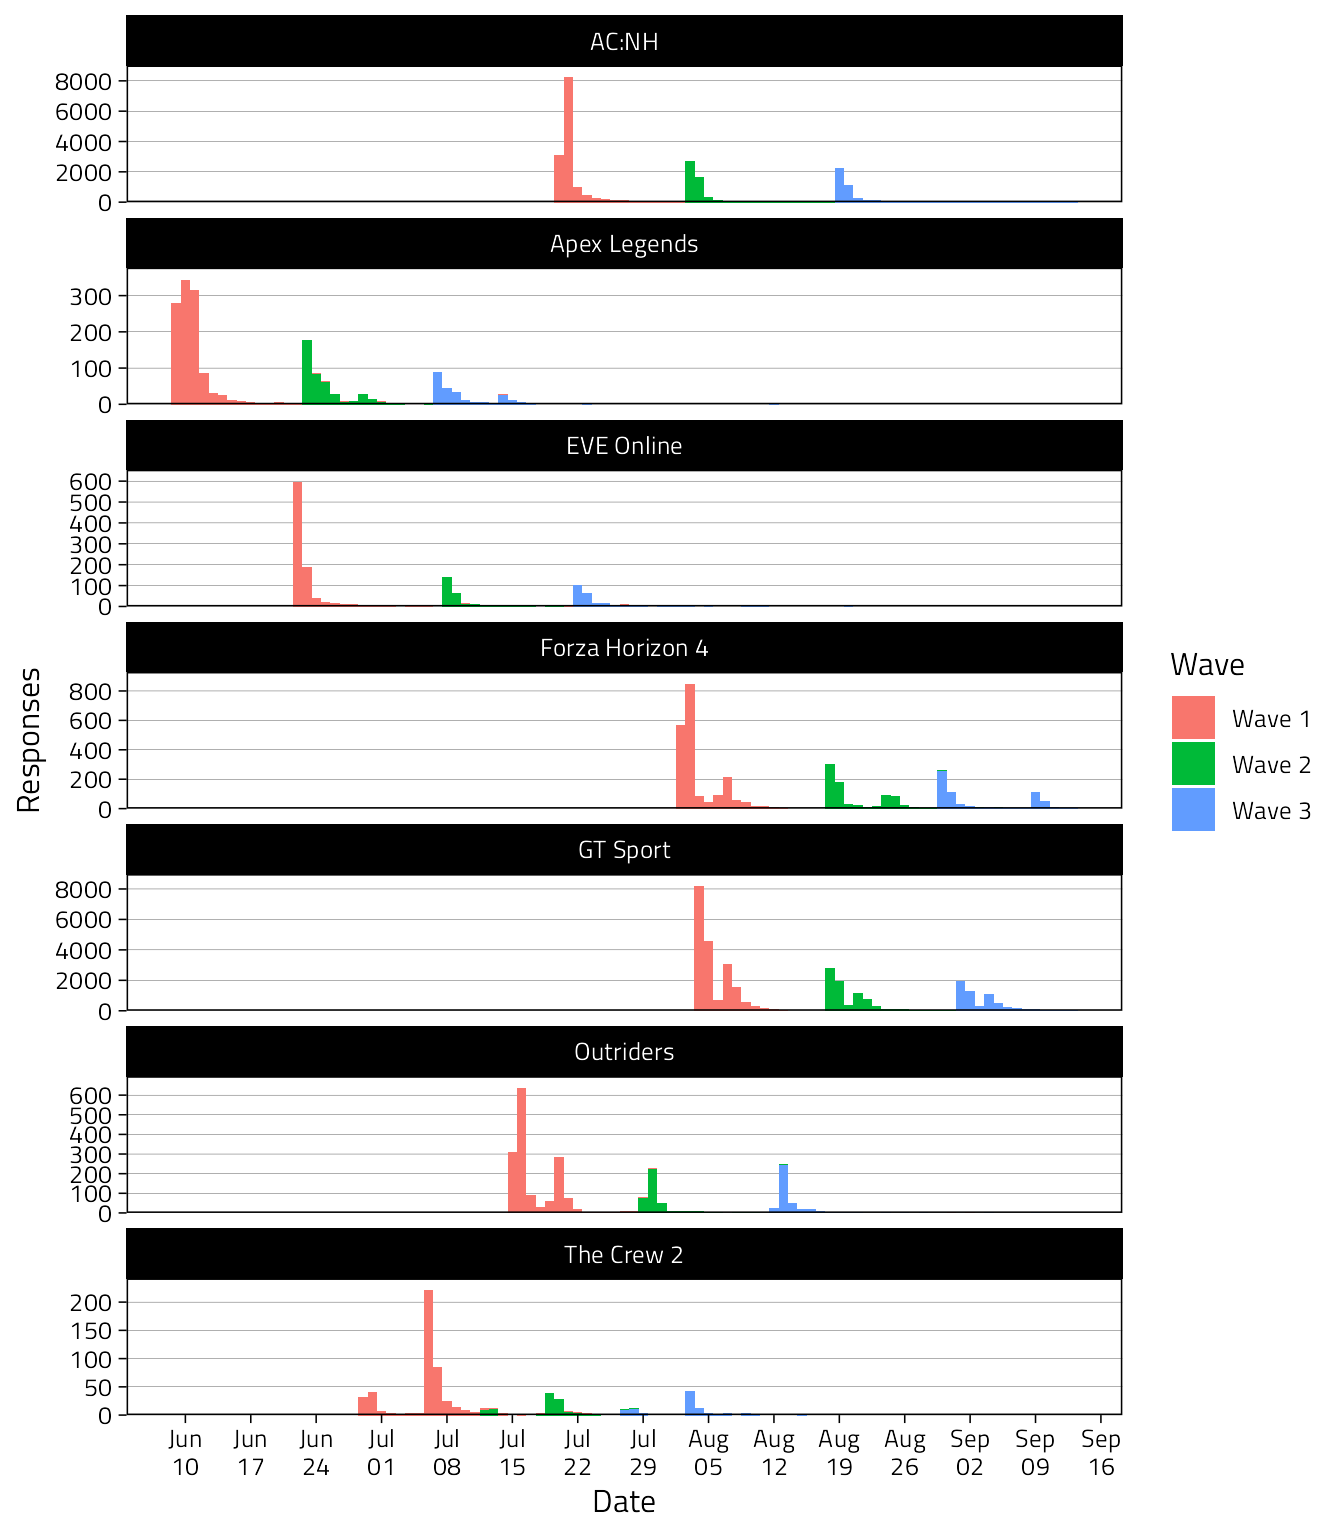 AC:NH
8000
6000
4000
2000
0
Apex Legends
300
200
100
0
EVE Online
600
500
400
300
200
100
0
Forza Horizon 4
800
600
400
200
0
GT Sport
8000
6000
4000
2000
0
Outriders
600
500
400
300
200
100
0
The Crew 2
200
150
100
50
0
Jun Jun Jun Jul Jul Jul Jul Jul Aug Aug Aug Aug Sep Sep Sep
10 17 24 01 08 15 22 29 05 12 19 26 02 09 16
Date
Responses
Wave
Wave 1
Wave 2
Wave 3